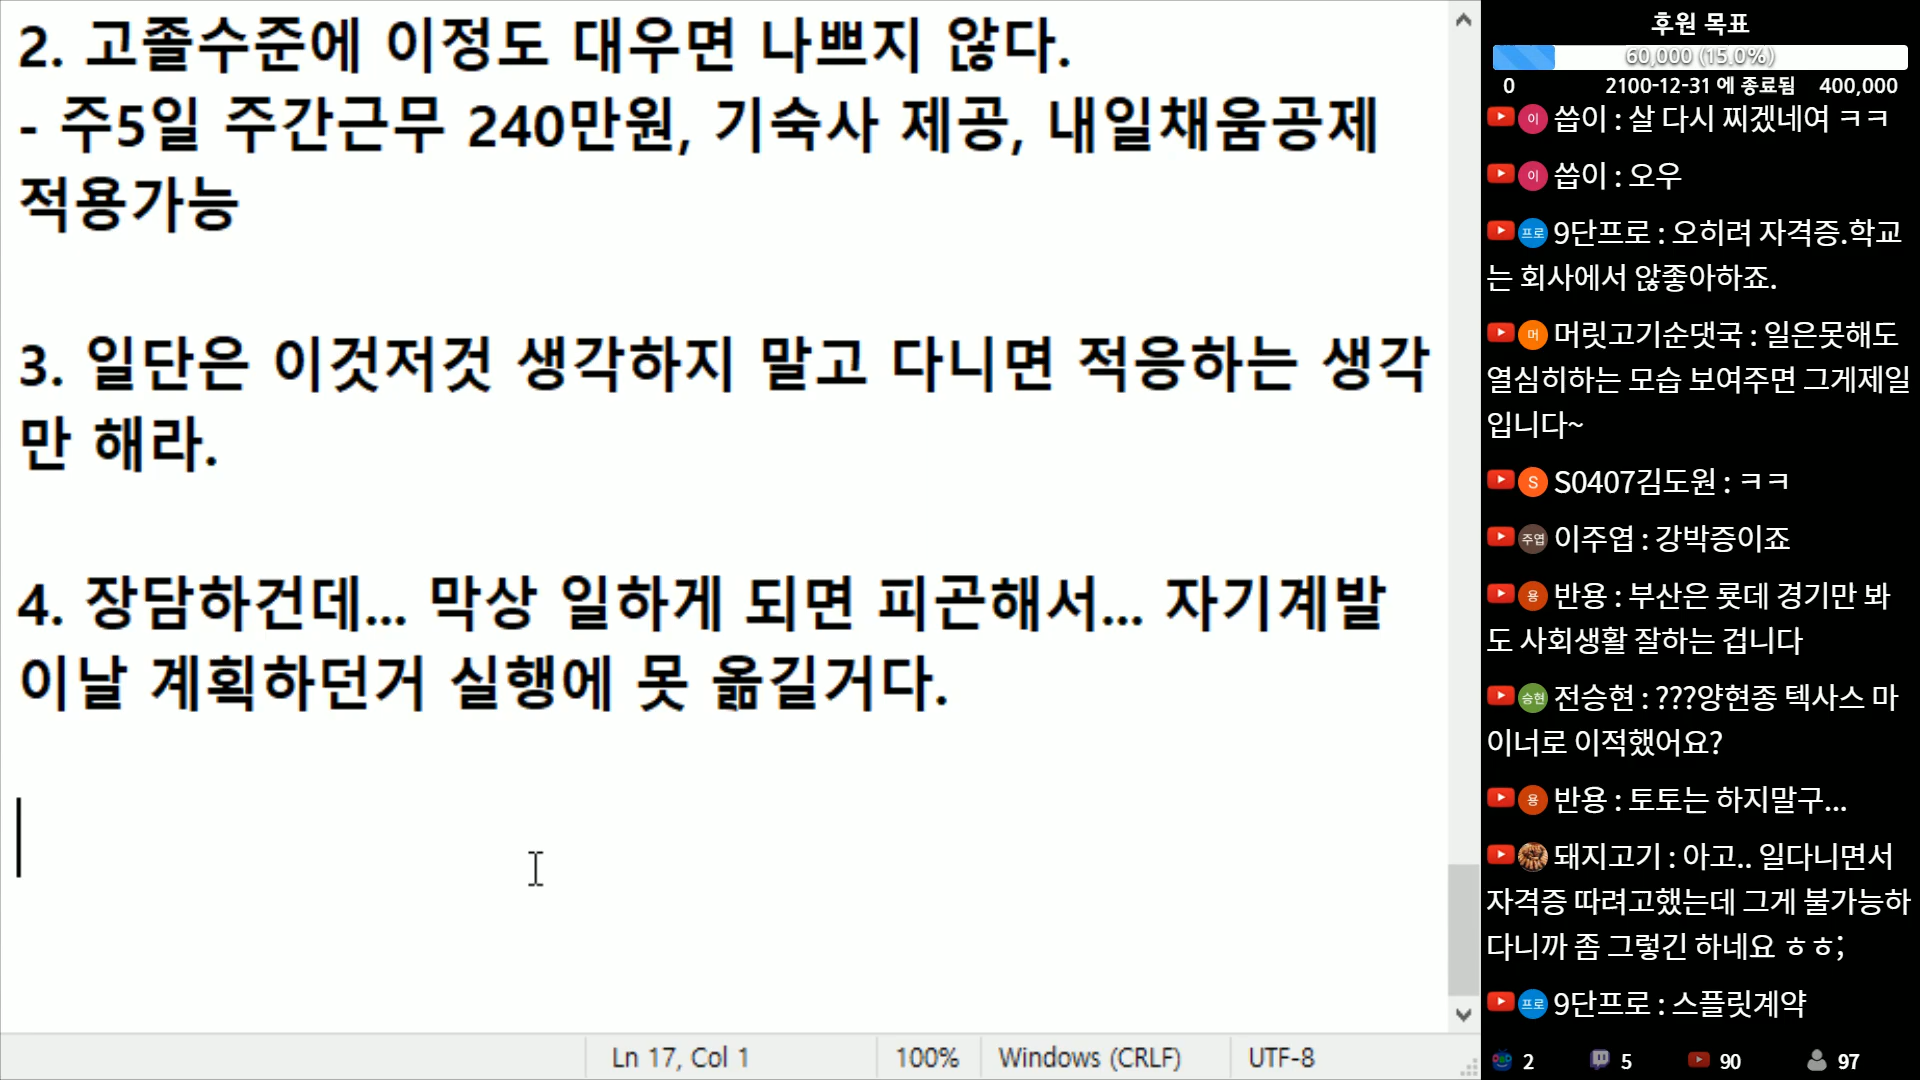 2. 고졸수준에 이정도 대우면 나쁘지 않다.
- 주5일 주간근무 240만원, 기숙사 제공, 내일채움공제
적용가능
3. 일단은 이것저것 생각하지 말고 다니면 적응하는 생각
만 해라.
4. 장담하건데... 막상 일하게 되면 피곤해서... 자기계발
이날 계획하던거 실행에 못 옮길거다.
Ln 17, Col 1
100%
Windows (CRLF)
UTF-8
후원 목표
60,000 (15.0%)
0 2100-12-31 에 종료됨 400,000
이 씁이 : 살 다시 찌겠네여 ㅋㅋ
이 씁이 : 오우
프로 9단프로 : 오히려 자격증.학교
는 회사에서 않좋아하죠.
머 머릿고기순댓국 : 일은못해도
열심히하는 모습 보여주면 그게제일
입니다~
S S0407김도원 : ㅋㅋ
주엽 이주엽 : 강박증이죠
용 반용 : 부산은 롯데 경기만 봐
도 사회생활 잘하는 겁니다
승현 전승현 : ???양현종 텍사스 마
이너로 이적했어요?
용 반용 : 토토는 하지말구...
돼지고기 : 아고.. 일다니면서
자격증 따려고했는데 그게 불가능하
다니까 좀 그렇긴 하네요 ㅎㅎ;
프로 9단프로 : 스플릿계약
2 5 90 97